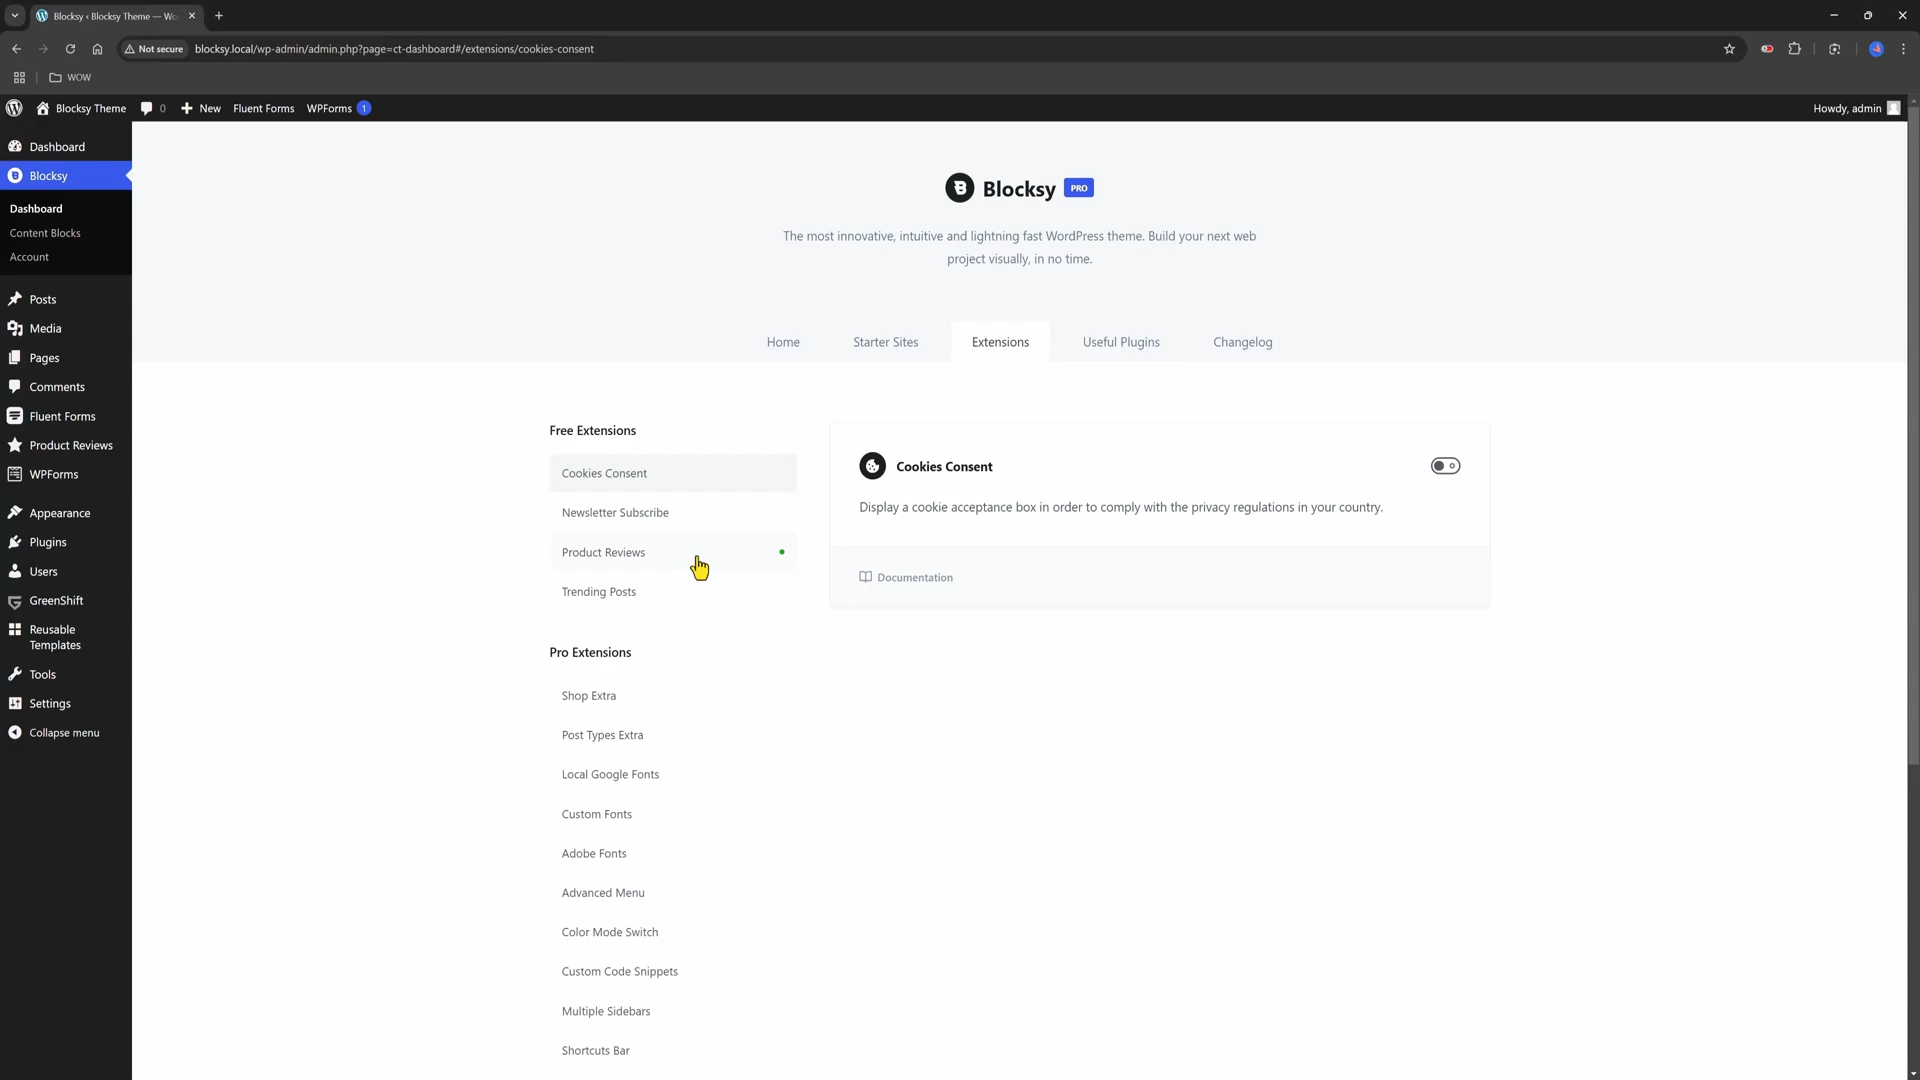 Blocksy ‹ Blocksy Theme — Wo
Not secure
blocksy.local/wp-admin/admin.php?page=ct-dashboard#/extensions/cookies-consent
WOW
Blocksy Theme
0
New
Fluent Forms
WPForms
1
Howdy, admin
Dashboard
Blocksy
Dashboard
Content Blocks
Account
Posts
Media
Pages
Comments
Fluent Forms
Product Reviews
WPForms
Appearance
Plugins
Users
GreenShift
Reusable
Templates
Tools
Settings
Collapse menu
Blocksy
PRO
The most innovative, intuitive and lightning fast WordPress theme. Build your next web
project visually, in no time.
Home
Starter Sites
Extensions
Useful Plugins
Changelog
Free Extensions
Cookies Consent
Newsletter Subscribe
Product Reviews
Trending Posts
Pro Extensions
Shop Extra
Post Types Extra
Local Google Fonts
Custom Fonts
Adobe Fonts
Advanced Menu
Color Mode Switch
Custom Code Snippets
Multiple Sidebars
Shortcuts Bar
Cookies Consent
Display a cookie acceptance box in order to comply with the privacy regulations in your country.
Documentation